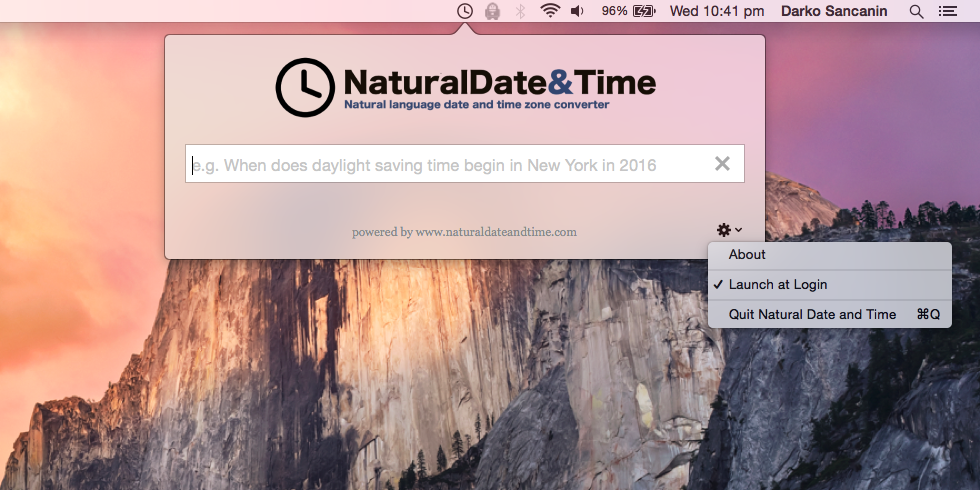 96% Wed 10:41 pm Darko Sancanin
NaturalDate&Time
Natural language date and time zone converter
e.g. When does daylight saving time begin in New York in 2016
powered by www.naturaldateandtime.com
About
✓ Launch at Login
Quit Natural Date and Time ⌘Q